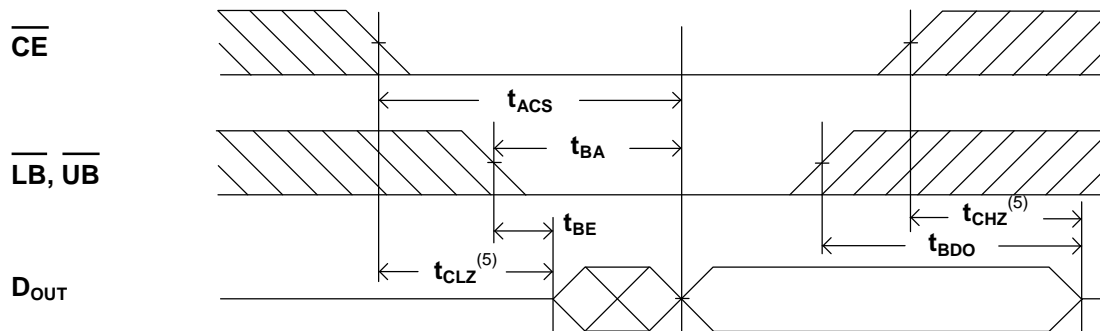 CE
tACS
LB, UB
tBA
tCHZ(5)
tBE
tBDO
tCLZ(5)
DOUT